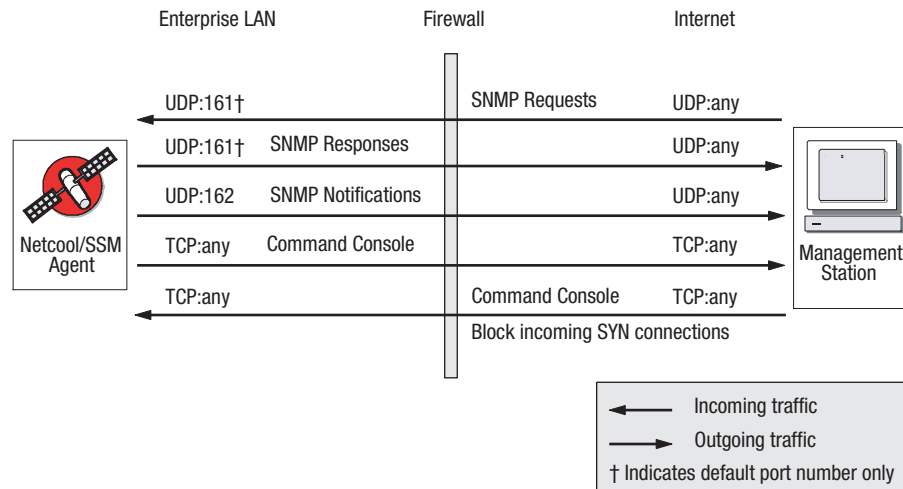 Enterprise LAN Firewall Internet
UDP:161† SNMP Requests UDP:any
UDP:161† SNMP Responses UDP:any
UDP:162 SNMP Notifications UDP:any
Netcool/SSM
Agent
TCP:any Command Console TCP:any
Management
Station
TCP:any Command Console TCP:any
Block incoming SYN connections
Incoming traffic
Outgoing traffic
† Indicates default port number only